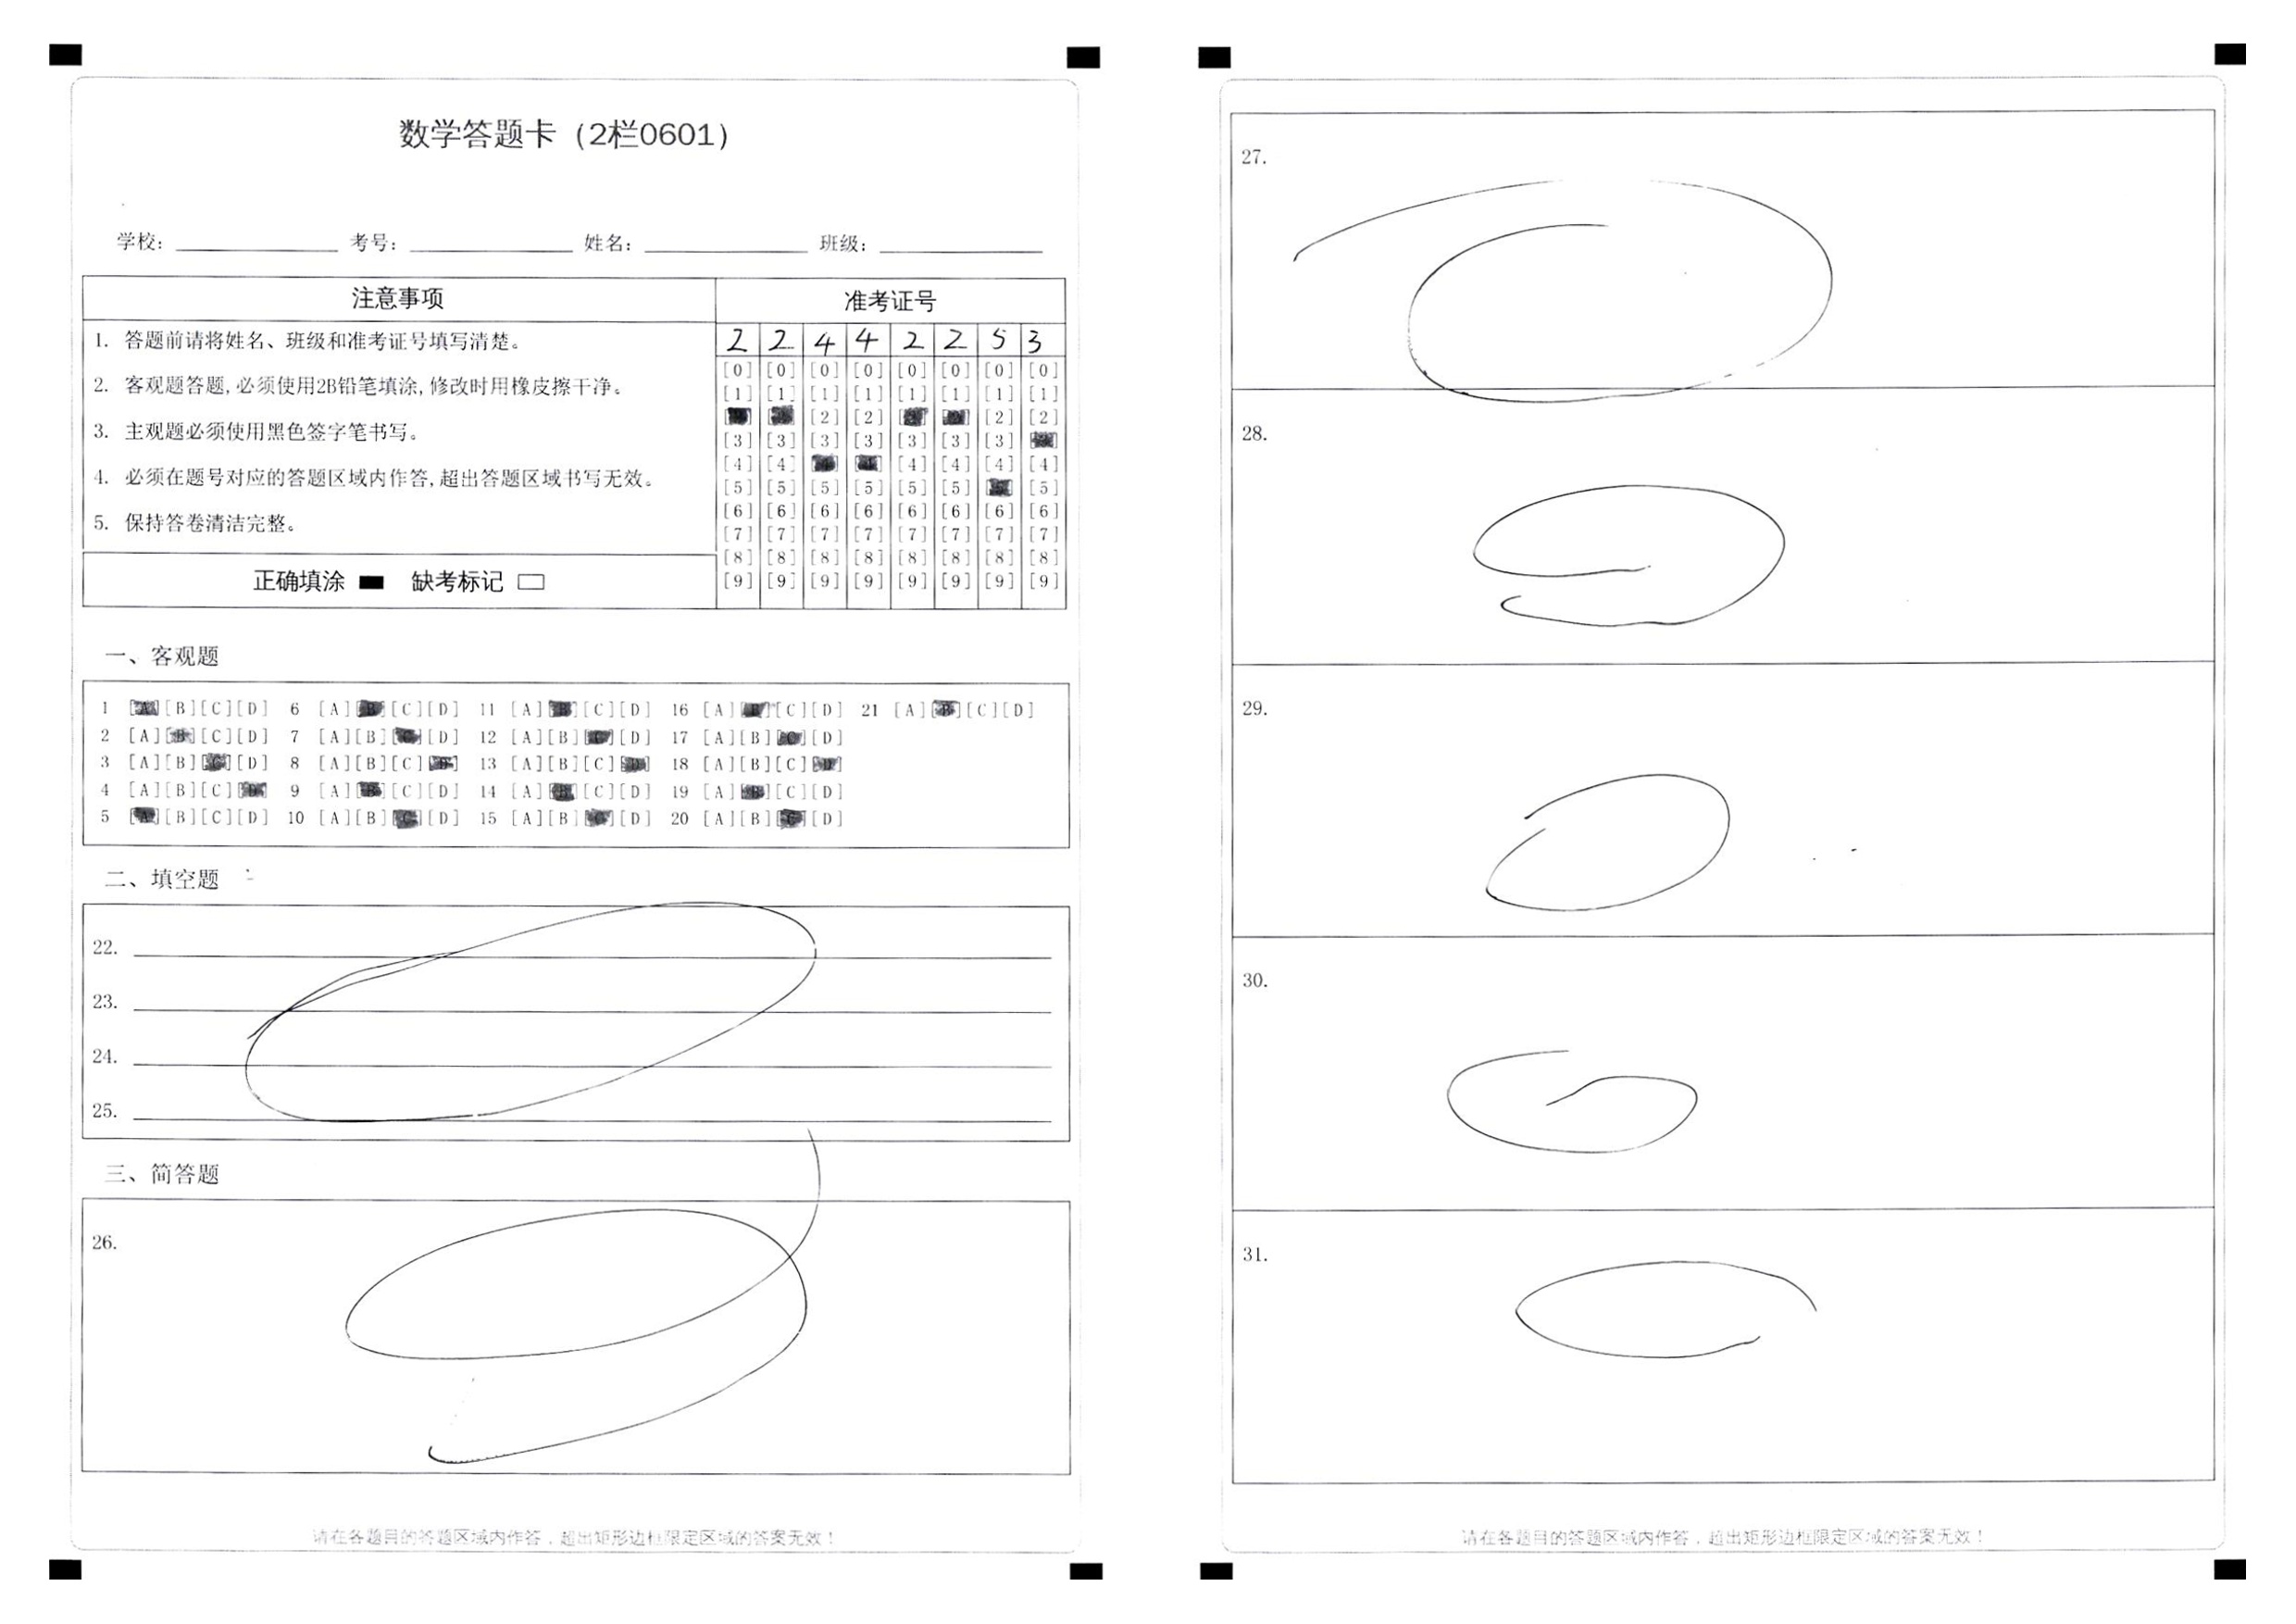 数学答题卡（2栏0601）
学校： 考号： 姓名： 班级：
注意事项
1. 答题前请将姓名、班级和准考证号填写清楚。
2. 客观题答题,必须使用2B铅笔填涂,修改时用橡皮擦干净。
3. 主观题必须使用黑色签字笔书写。
4. 必须在题号对应的答题区域内作答,超出答题区域书写无效。
5. 保持答卷清洁完整。
正确填涂 缺考标记
准考证号
2 2 4 4 2 2 5 3
[0] [0] [0] [0] [0] [0] [0] [0]
[1] [1] [1] [1] [1] [1] [1] [1]
[2] [2] [2] [2]
[3] [3] [3] [3] [3] [3] [3]
[4] [4] [4] [4] [4] [4]
[5] [5] [5] [5] [5] [5] [5]
[6] [6] [6] [6] [6] [6] [6] [6]
[7] [7] [7] [7] [7] [7] [7] [7]
[8] [8] [8] [8] [8] [8] [8] [8]
[9] [9] [9] [9] [9] [9] [9] [9]
一、客观题
1 [A][B][C][D] 6 [A][B][C][D] 11 [A][B][C][D] 16 [A][B][C][D] 21 [A][B][C][D]
2 [A][B][C][D] 7 [A][B][C][D] 12 [A][B][C][D] 17 [A][B][C][D]
3 [A][B][C][D] 8 [A][B][C][D] 13 [A][B][C][D] 18 [A][B][C][D]
4 [A][B][C][D] 9 [A][B][C][D] 14 [A][B][C][D] 19 [A][B][C][D]
5 [A][B][C][D] 10 [A][B][C][D] 15 [A][B][C][D] 20 [A][B][C][D]
二、填空题
22.
23.
24.
25.
三、简答题
26.
请在各题目的答题区域内作答，超出矩形边框限定区域的答案无效！
27.
28.
29.
30.
31.
请在各题目的答题区域内作答，超出矩形边框限定区域的答案无效！